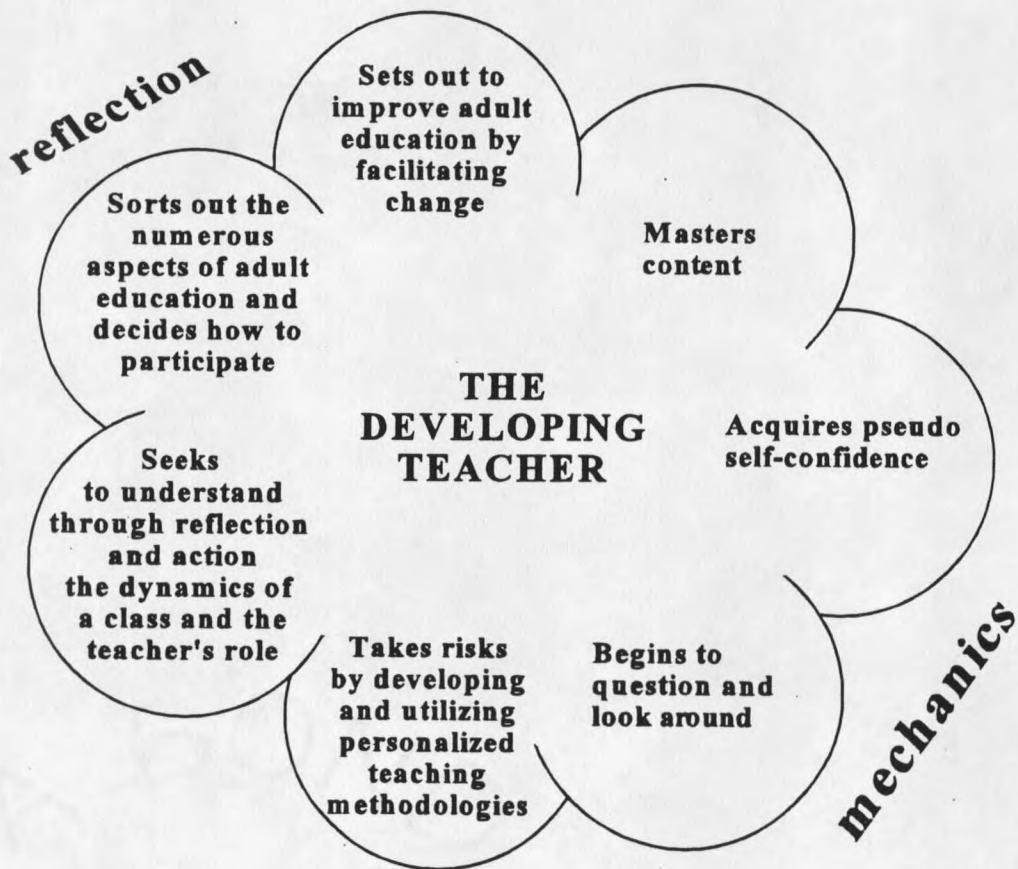 reflection
Sets out to
improve adult
education by
facilitating
change
Masters
content
Acquires pseudo
self-confidence
Begins to
question and
look around
Takes risks
by developing
and utilizing
personalized
teaching
methodologies
Seeks
to understand
through reflection
and action
the dynamics of
a class and the
teacher's role
Sorts out the
numerous
aspects of adult
education and
decides how to
participate
THE
DEVELOPING
TEACHER
mechanics